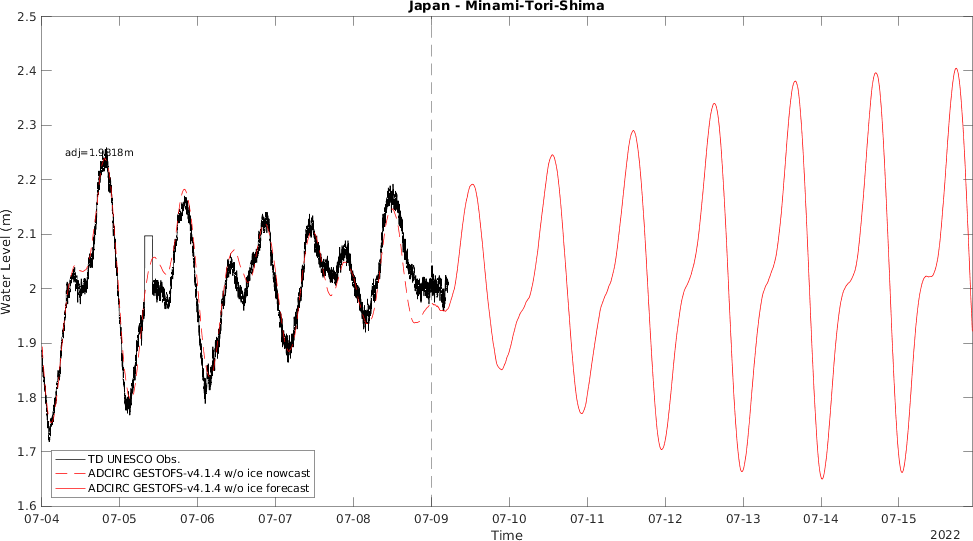 Japan - Minami-Tori-Shima
2.5
2.4
2.3
2.2
2.1
2
1.9
1.8
1.7
1.6
Water Level (m)
adj=1.9818m
TD UNESCO Obs.
ADCIRC GESTOFS-v4.1.4 w/o ice nowcast
ADCIRC GESTOFS-v4.1.4 w/o ice forecast
07-04 07-05 07-06 07-07 07-08 07-09 07-10 07-11 07-12 07-13 07-14 07-15
Time
2022